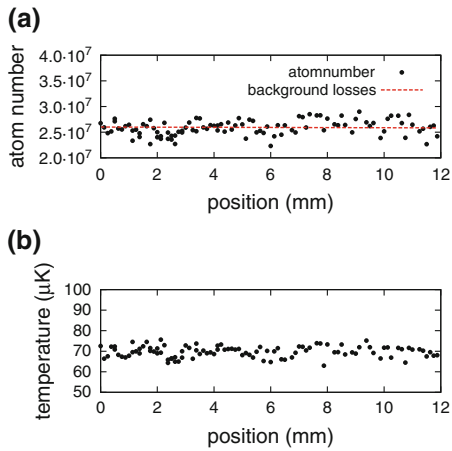 (a)
4.0·10⁷
3.5·10⁷
3.0·10⁷
2.5·10⁷
2.0·10⁷
atom number
atomnumber
background losses
0 2 4 6 8 10 12
position (mm)
(b)
100
90
80
70
60
50
temperature (μK)
0 2 4 6 8 10 12
position (mm)